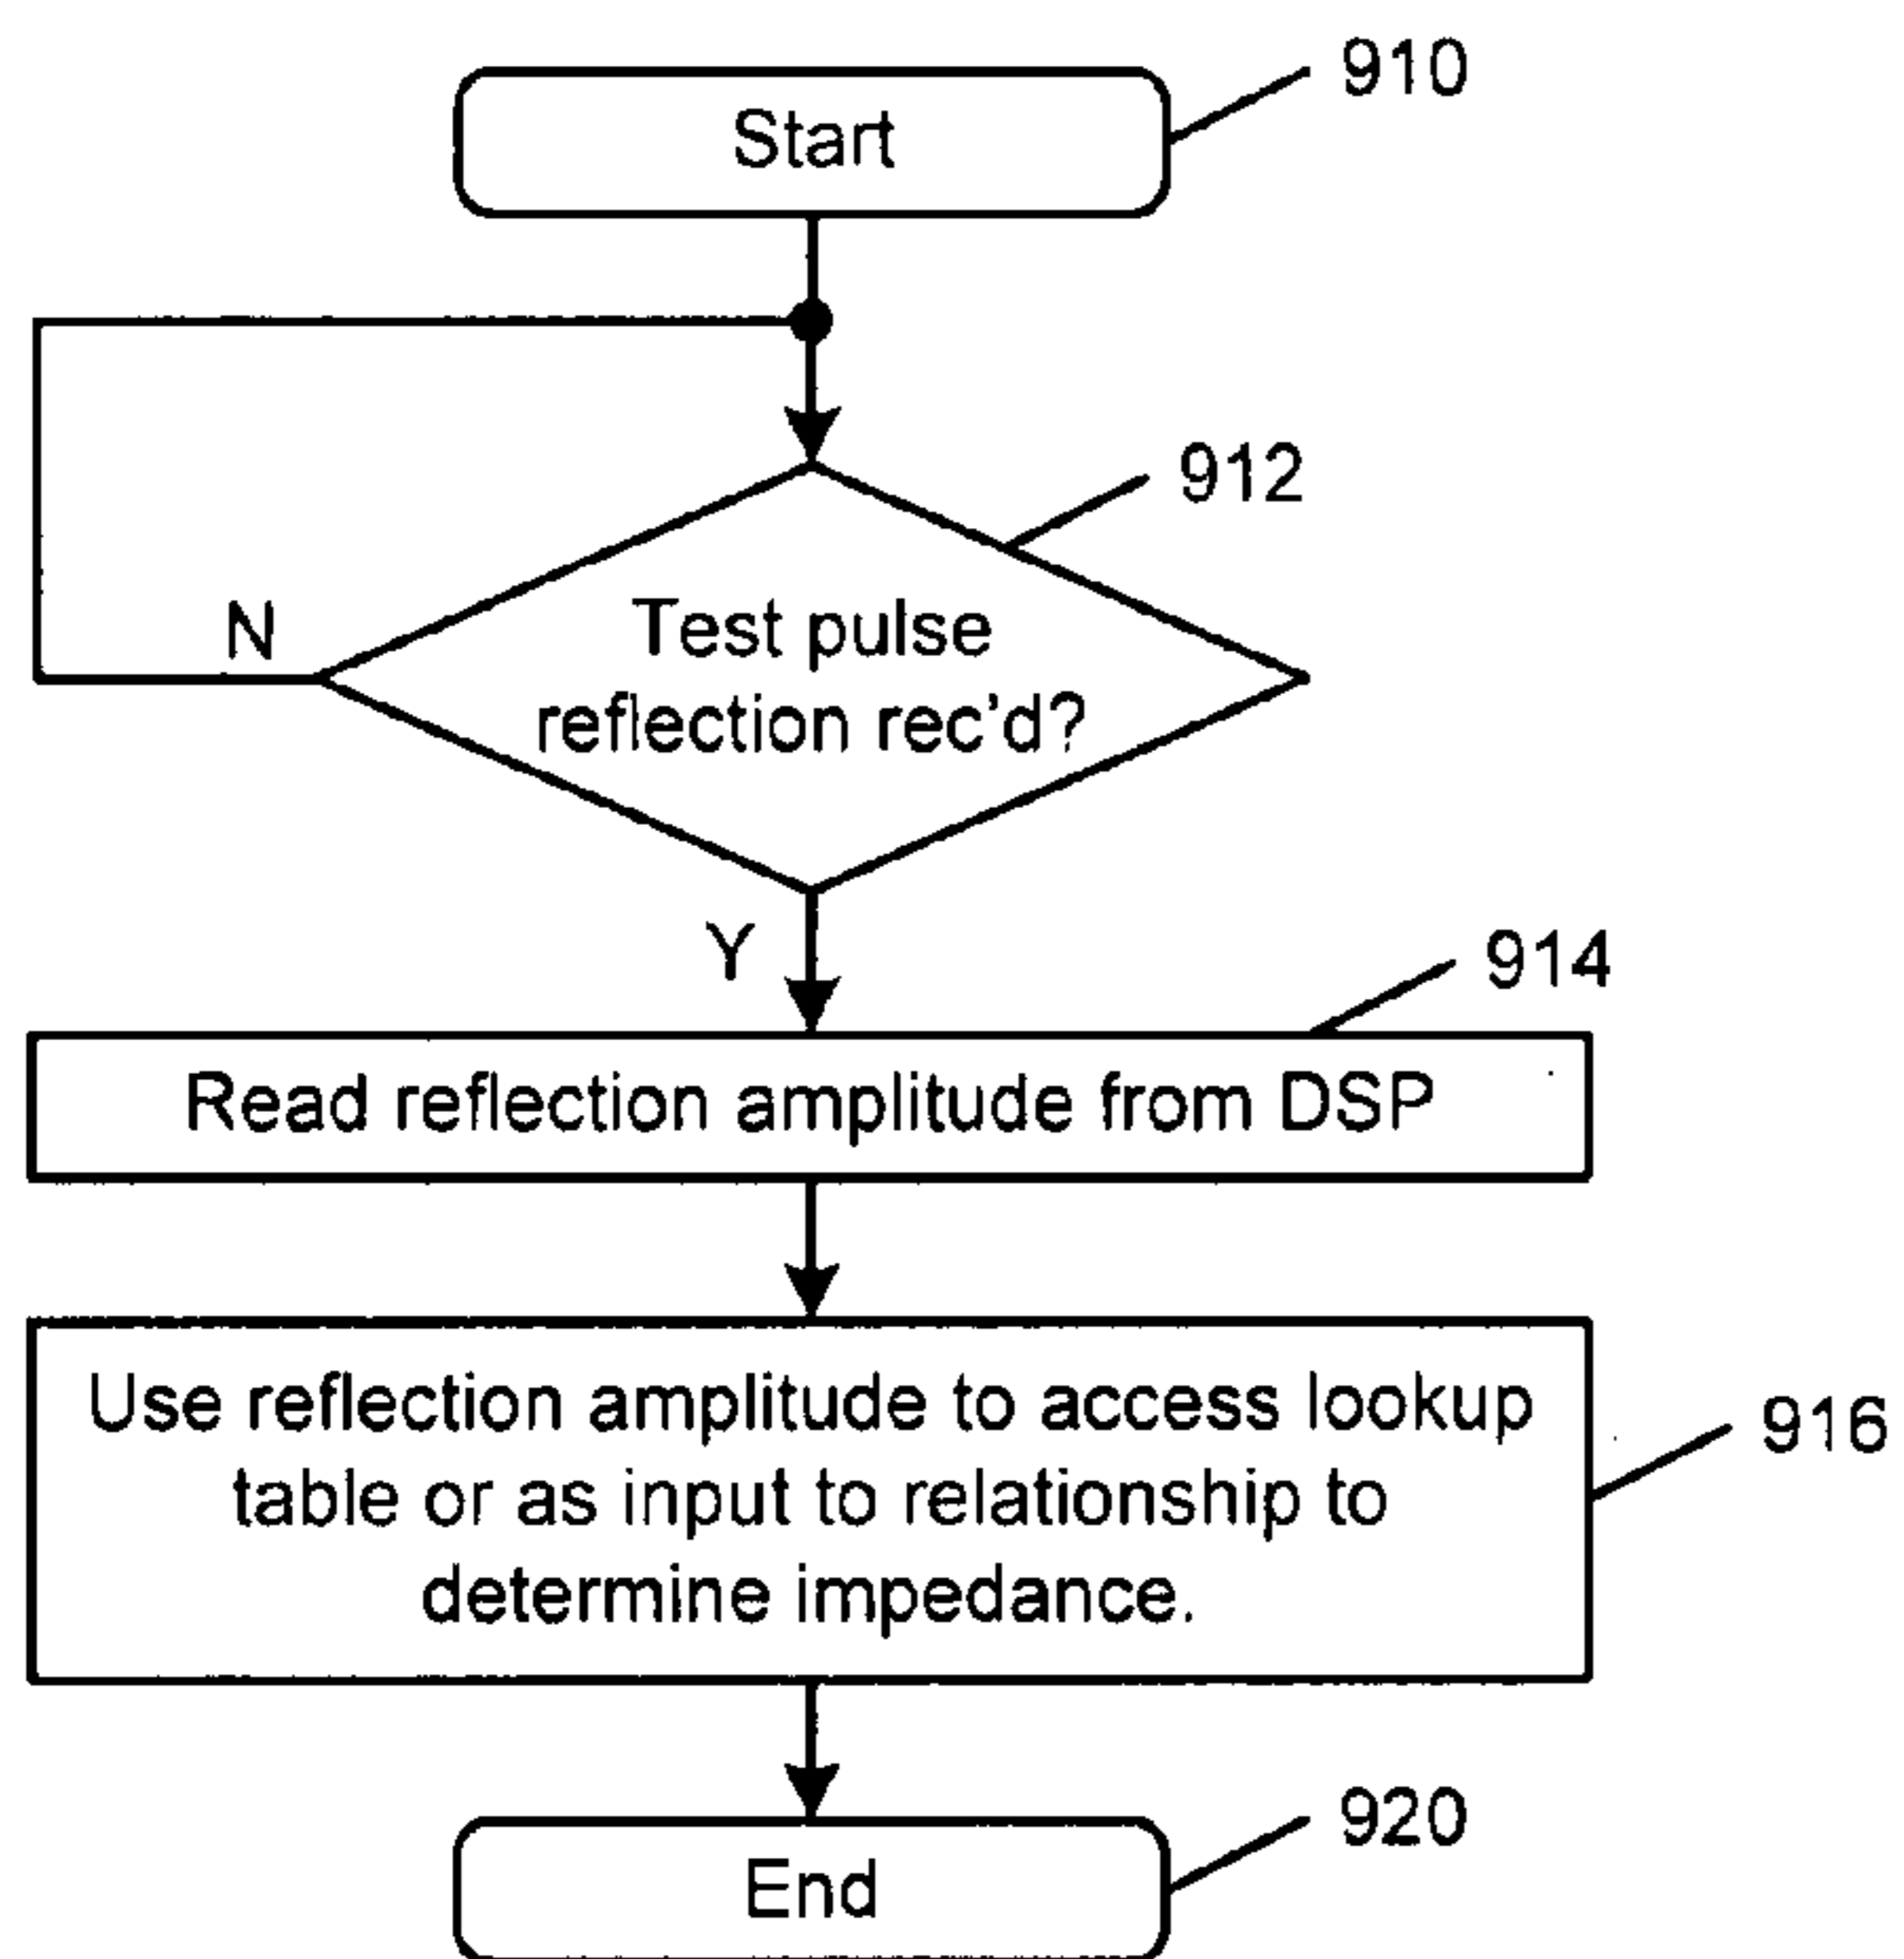 910
Start
912
Test pulse
reflection rec'd?
N
Y
914
Read reflection amplitude from DSP
Use reflection amplitude to access lookup
table or as input to relationship to
determine impedance.
916
920
End